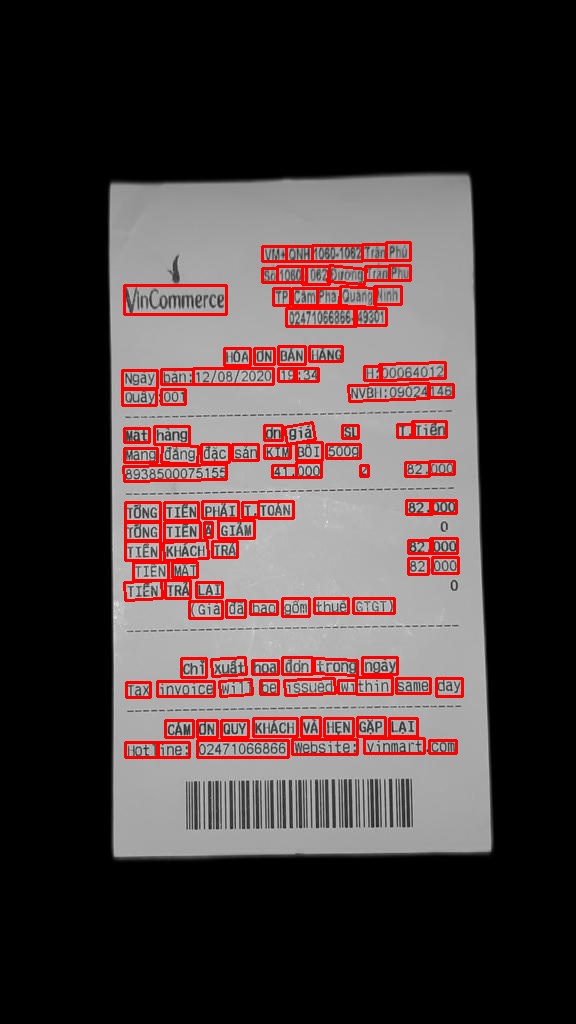 VM+ QNH 1060-1062 Trần Phú
Số 1060 1062 Đường Trần Phú
TP Cẩm Phả, Quảng Ninh
VinCommerce
02471066866-49301
HÓA ĐƠN BÁN HÀNG
Ngày bán:12/08/2020 19:34 H:00064012
Quầy:001 NVBH:09024146
Mặt hàng Đơn giá SL T.Tiền
Măng đắng đặc sản KIM BÔI 500g
8938500075155 41.000 82.000
TỔNG TIỀN PHẢI T.TOÁN 82.000
TỔNG TIỀN ĐÃ GIẢM 0
TIỀN KHÁCH TRẢ 82.000
TIỀN MẶT 82.000
TIỀN TRẢ LẠI 0
(Giá đã bao gồm thuế GTGT)
Chỉ xuất hóa đơn trong ngày
Tax invoice will be issued within same day
CẢM ƠN QUÝ KHÁCH VÀ HẸN GẶP LẠI
Hotline: 02471066866 Website: vinmart.com